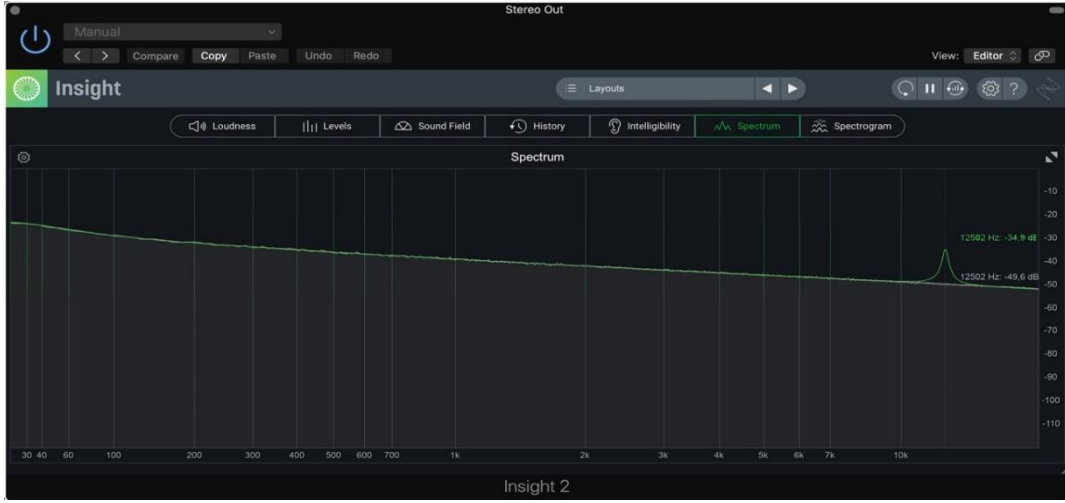 Stereo Out
Manual
Compare Copy Paste Undo Redo
View: Editor
Insight
Layouts
Loudness Levels Sound Field History Intelligibility Spectrum Spectrogram
Spectrum
-10
-20
12502 Hz: -34,9 dB -30
-40
12502 Hz: -49,6 dB
-50
-60
-70
-80
-90
-100
-110
30 40 60 100 200 300 400 500 600 700 1k 2k 3k 4k 5k 6k 7k 10k
Insight 2